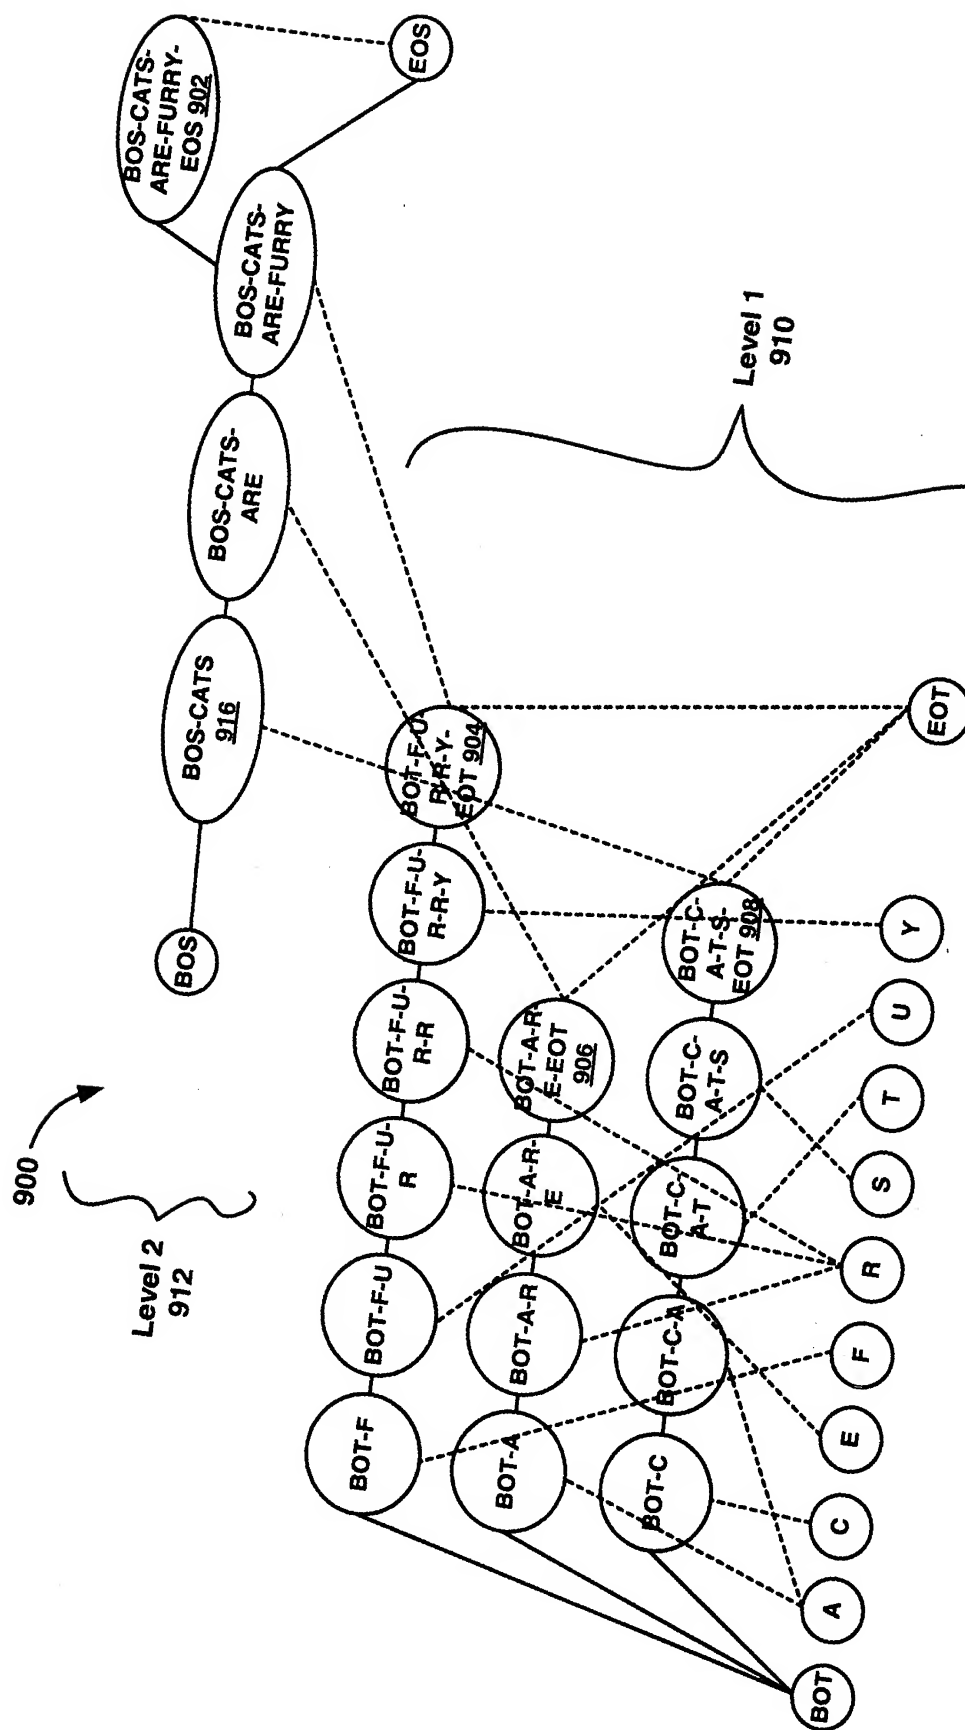 900
Level 2
912
BOS
BOS-CATS
916
BOS-CATS-
ARE
BOS-CATS-
ARE-FURRY
BOS-CATS-
ARE-FURRY-
EOS 902
EOS
BOT-F
BOT-F-U
BOT-F-U-
R
BOT-F-U-
R-R
BOT-F-U-
R-R-Y
BOT-F-U-
R-R-Y-
EOT 904
BOT-A
BOT-A-R
BOT-A-R-
E
BOT-A-R-
E-EOT
906
BOT-C
BOT-C-A
BOT-C-
A-T
BOT-C-
A-T-S
BOT-C-
A-T-S-
EOT 908
Level 1
910
BOT
A
C
E
F
R
S
T
U
Y
EOT